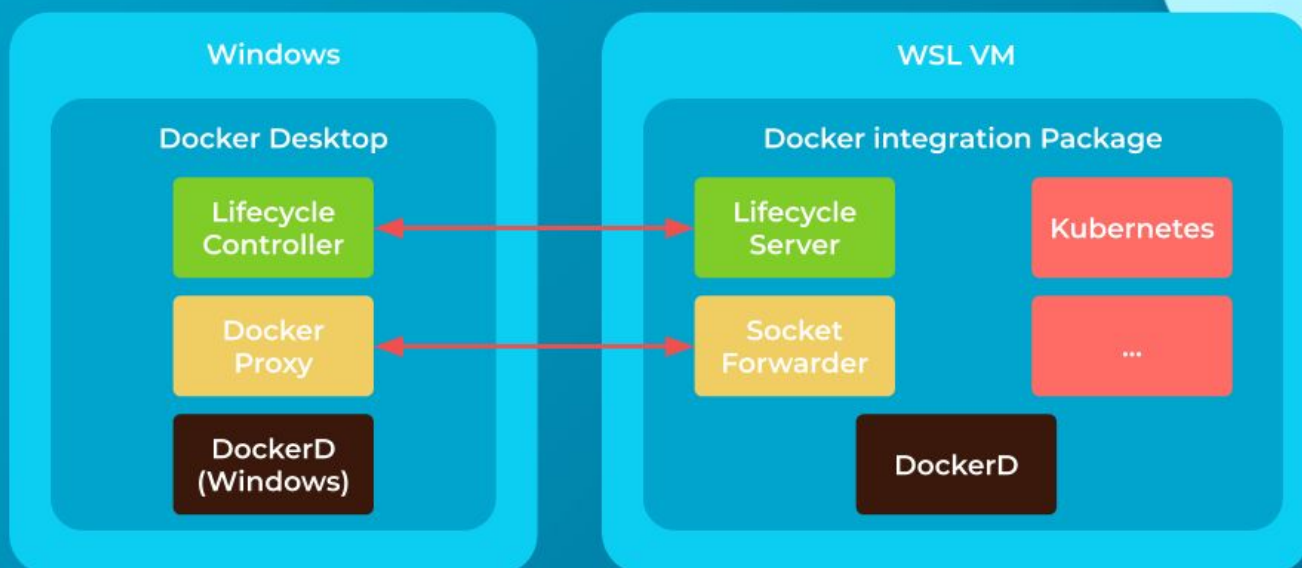 Windows
Docker Desktop
Lifecycle
Controller
Docker
Proxy
DockerD
(Windows)
WSL VM
Docker integration Package
Lifecycle
Server
Kubernetes
Socket
Forwarder
...
DockerD